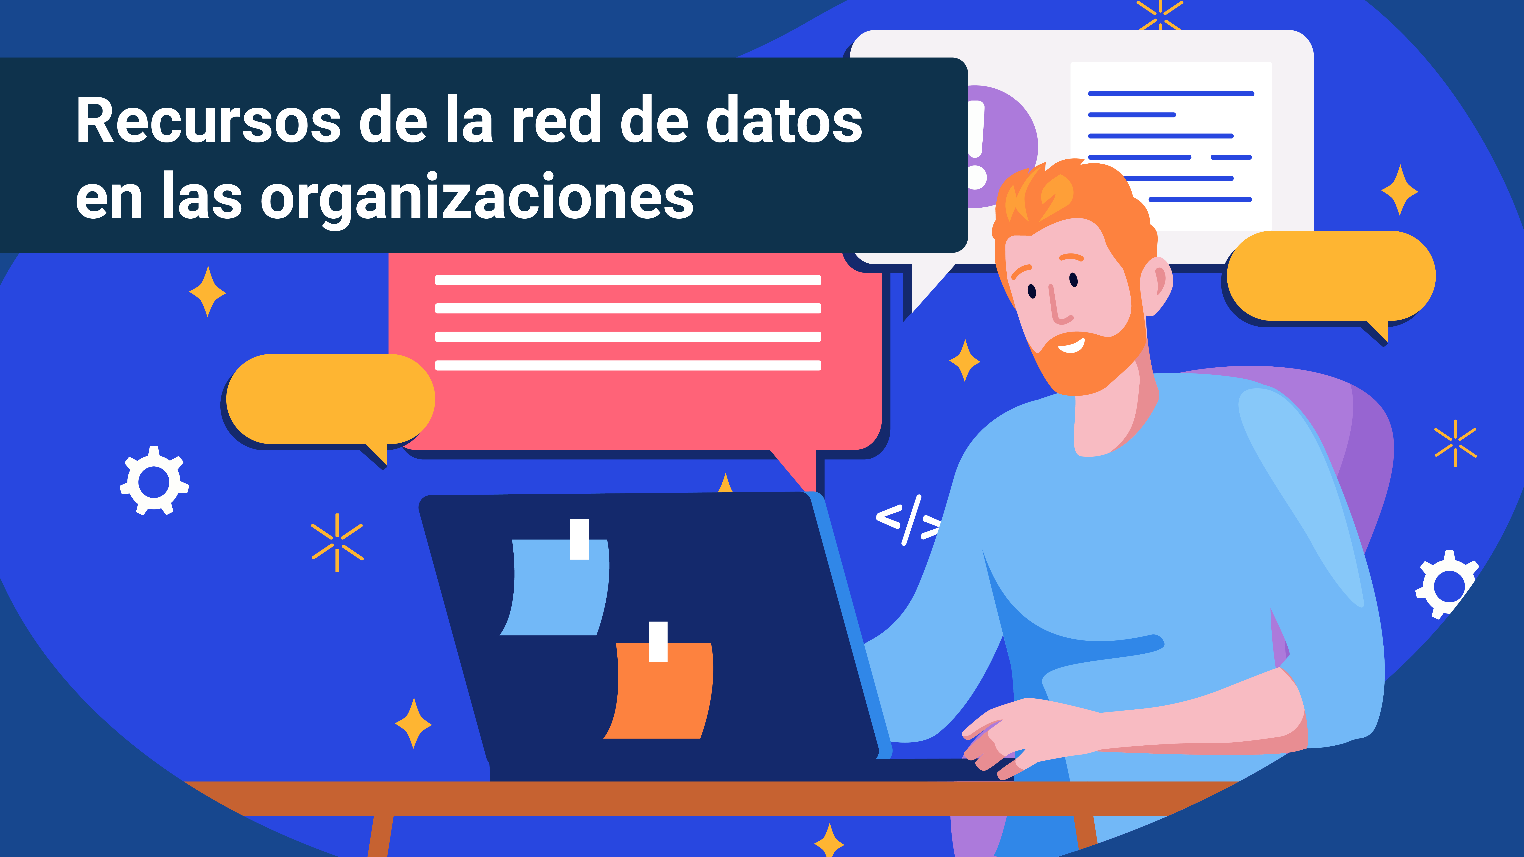 Recursos de la red de datos
en las organizaciones
!
</>